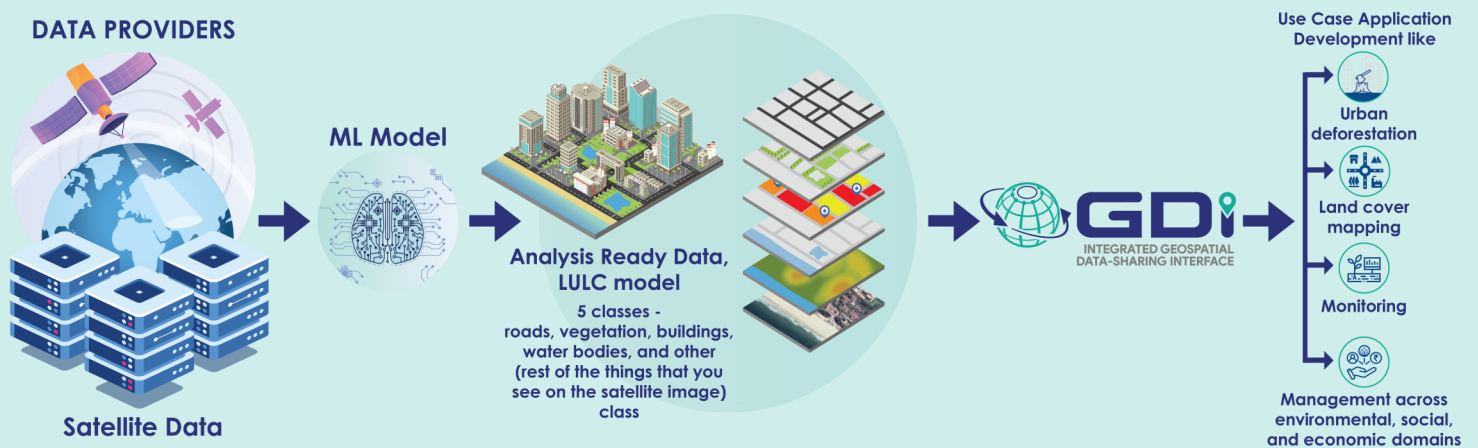 DATA PROVIDERS
Satellite Data
ML Model
Analysis Ready Data,
LULC model
5 classes -
roads, vegetation, buildings,
water bodies, and other
(rest of the things that you
see on the satellite image)
class
GDi
INTEGRATED GEOSPATIAL
DATA-SHARING INTERFACE
Use Case Application
Development like
Urban
deforestation
Land cover
mapping
Monitoring
Management across
environmental, social,
and economic domains